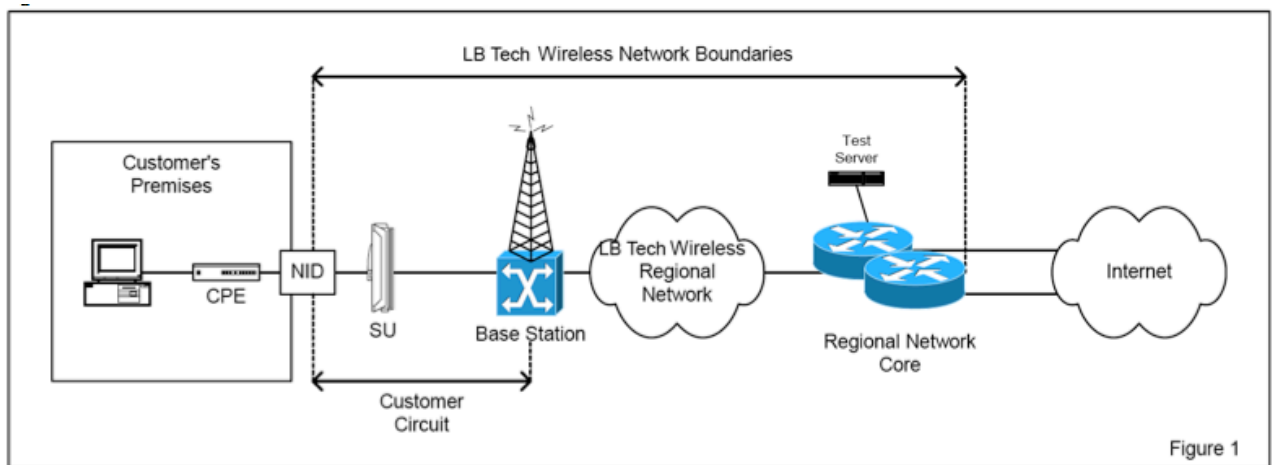 LB Tech Wireless Network Boundaries
Customer's
Premises
CPE
NID
SU
Base Station
LB Tech Wireless
Regional
Network
Test
Server
Regional Network
Core
Internet
Customer
Circuit
Figure 1